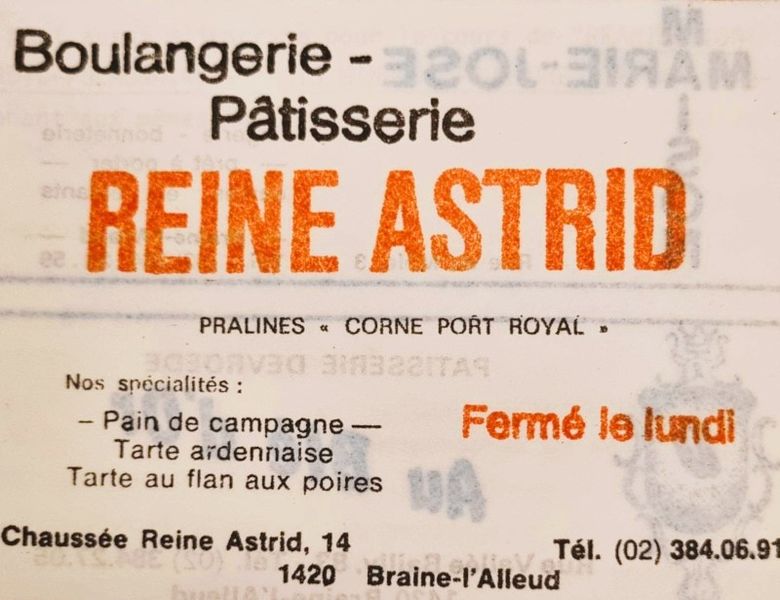 Boulangerie -
Pâtisserie
REINE ASTRID
PRALINES « CORNE PORT ROYAL »
Nos spécialités :
– Pain de campagne —
Tarte ardennaise
Tarte au flan aux poires
Fermé le lundi
Chaussée Reine Astrid, 14
1420 Braine-l'Alleud
Tél. (02) 384.06.91